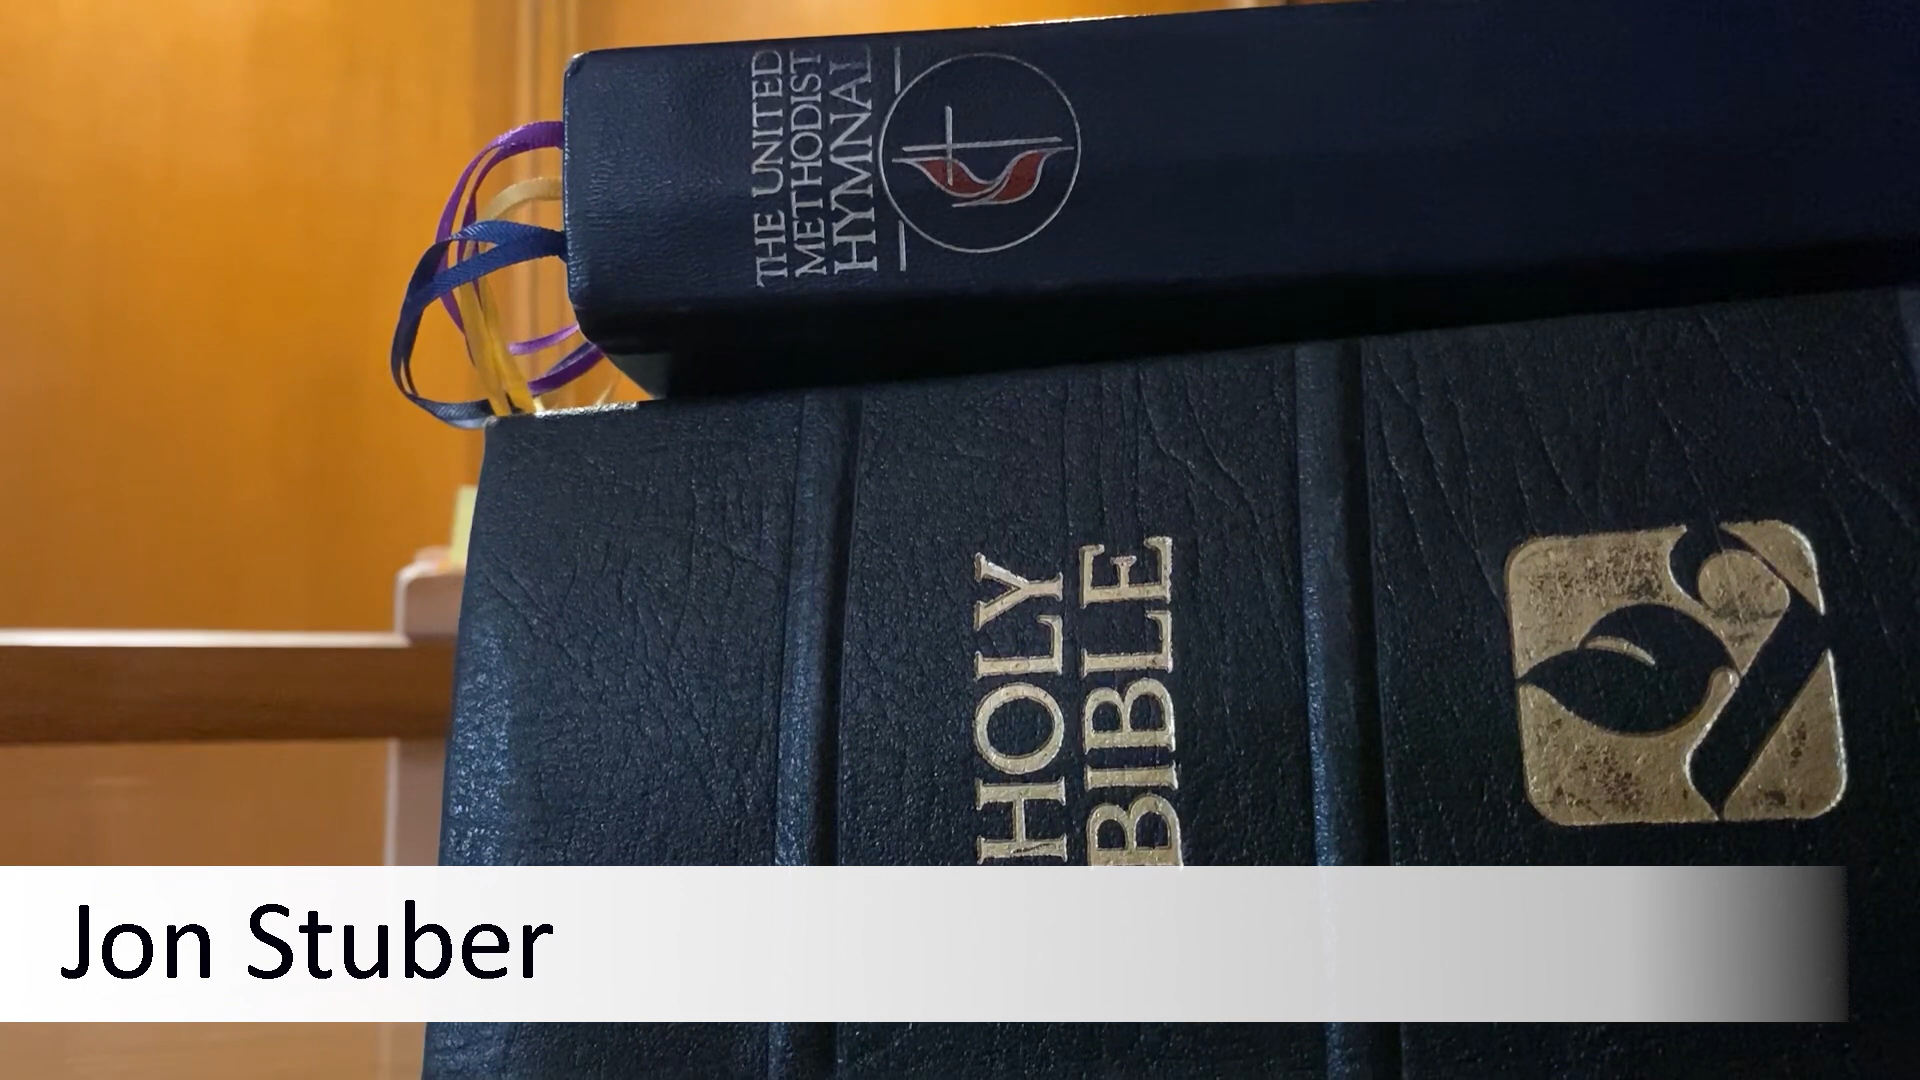 THE UNITED
METHODIST
HYMNAL
HOLY
BIBLE
Jon Stuber